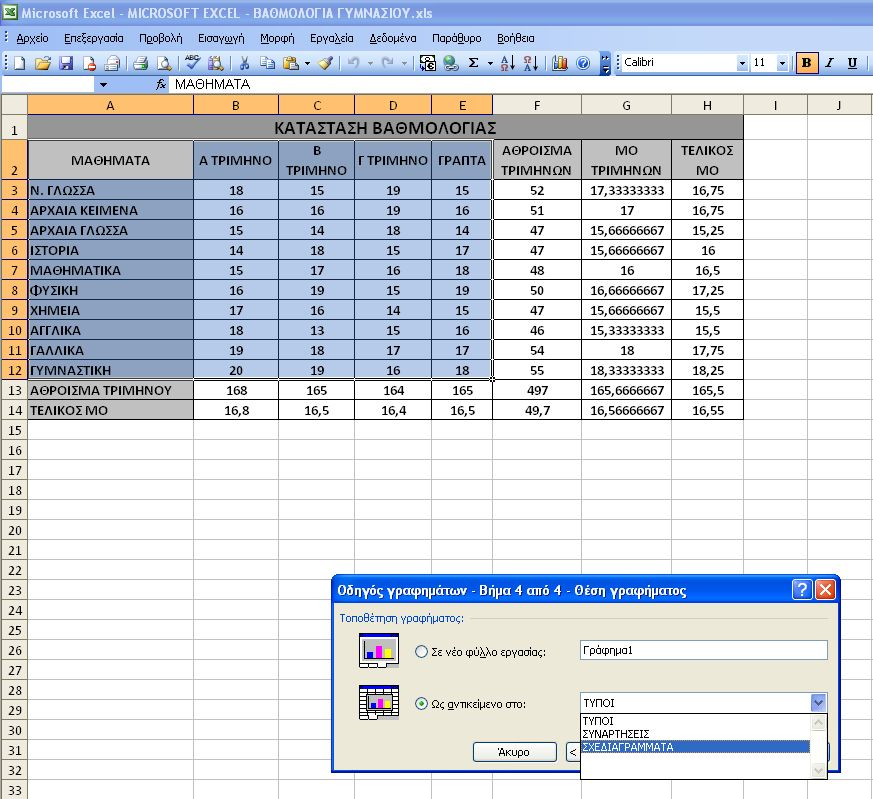 Microsoft Excel - MICROSOFT EXCEL - ΒΑΘΜΟΛΟΓΙΑ ΓΥΜΝΑΣΙΟΥ.xls
Αρχείο Επεξεργασία Προβολή Εισαγωγή Μορφή Εργαλεία Δεδομένα Παράθυρο Βοήθεια
Calibri 11 B I U
fx ΜΑΘΗΜΑΤΑ
A B C D E F G H I J
1 ΚΑΤΑΣΤΑΣΗ ΒΑΘΜΟΛΟΓΙΑΣ
2 ΜΑΘΗΜΑΤΑ Α ΤΡΙΜΗΝΟ Β ΤΡΙΜΗΝΟ Γ ΤΡΙΜΗΝΟ ΓΡΑΠΤΑ ΑΘΡΟΙΣΜΑ ΤΡΙΜΗΝΩΝ ΜΟ ΤΡΙΜΗΝΩΝ ΤΕΛΙΚΟΣ ΜΟ
3 Ν. ΓΛΩΣΣΑ 18 15 19 15 52 17,33333333 16,75
4 ΑΡΧΑΙΑ ΚΕΙΜΕΝΑ 16 16 19 16 51 17 16,75
5 ΑΡΧΑΙΑ ΓΛΩΣΣΑ 15 14 18 14 47 15,66666667 15,25
6 ΙΣΤΟΡΙΑ 14 18 15 17 47 15,66666667 16
7 ΜΑΘΗΜΑΤΙΚΑ 15 17 16 18 48 16 16,5
8 ΦΥΣΙΚΗ 16 19 15 19 50 16,66666667 17,25
9 ΧΗΜΕΙΑ 17 16 14 15 47 15,66666667 15,5
10 ΑΓΓΛΙΚΑ 18 13 15 16 46 15,33333333 15,5
11 ΓΑΛΛΙΚΑ 19 18 17 17 54 18 17,75
12 ΓΥΜΝΑΣΤΙΚΗ 20 19 16 18 55 18,33333333 18,25
13 ΑΘΡΟΙΣΜΑ ΤΡΙΜΗΝΟΥ 168 165 164 165 497 165,6666667 165,5
14 ΤΕΛΙΚΟΣ ΜΟ 16,8 16,5 16,4 16,5 49,7 16,56666667 16,55
15
16
17
18
19
20
21
22
23
24
25
26
27
28
29
30
31
32
33
Οδηγός γραφημάτων - Βήμα 4 από 4 - Θέση γραφήματος
Τοποθέτηση γραφήματος:
Σε νέο φύλλο εργασίας: Γράφημα1
Ως αντικείμενο στο: ΤΥΠΟΙ
ΤΥΠΟΙ
ΣΥΝΑΡΤΗΣΕΙΣ
ΣΧΕΔΙΑΓΡΑΜΜΑΤΑ
Άκυρο <